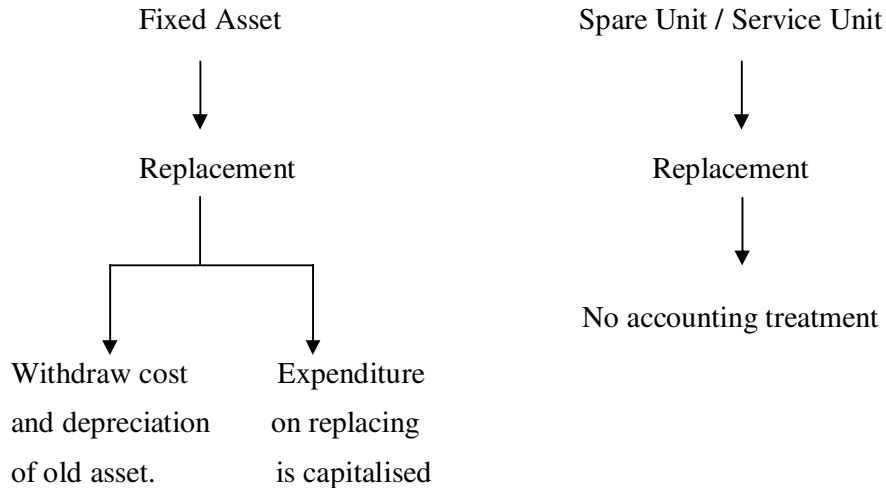 Fixed Asset
Spare Unit / Service Unit
Replacement
Replacement
No accounting treatment
Withdraw cost
and depreciation
of old asset.
Expenditure
on replacing
is capitalised